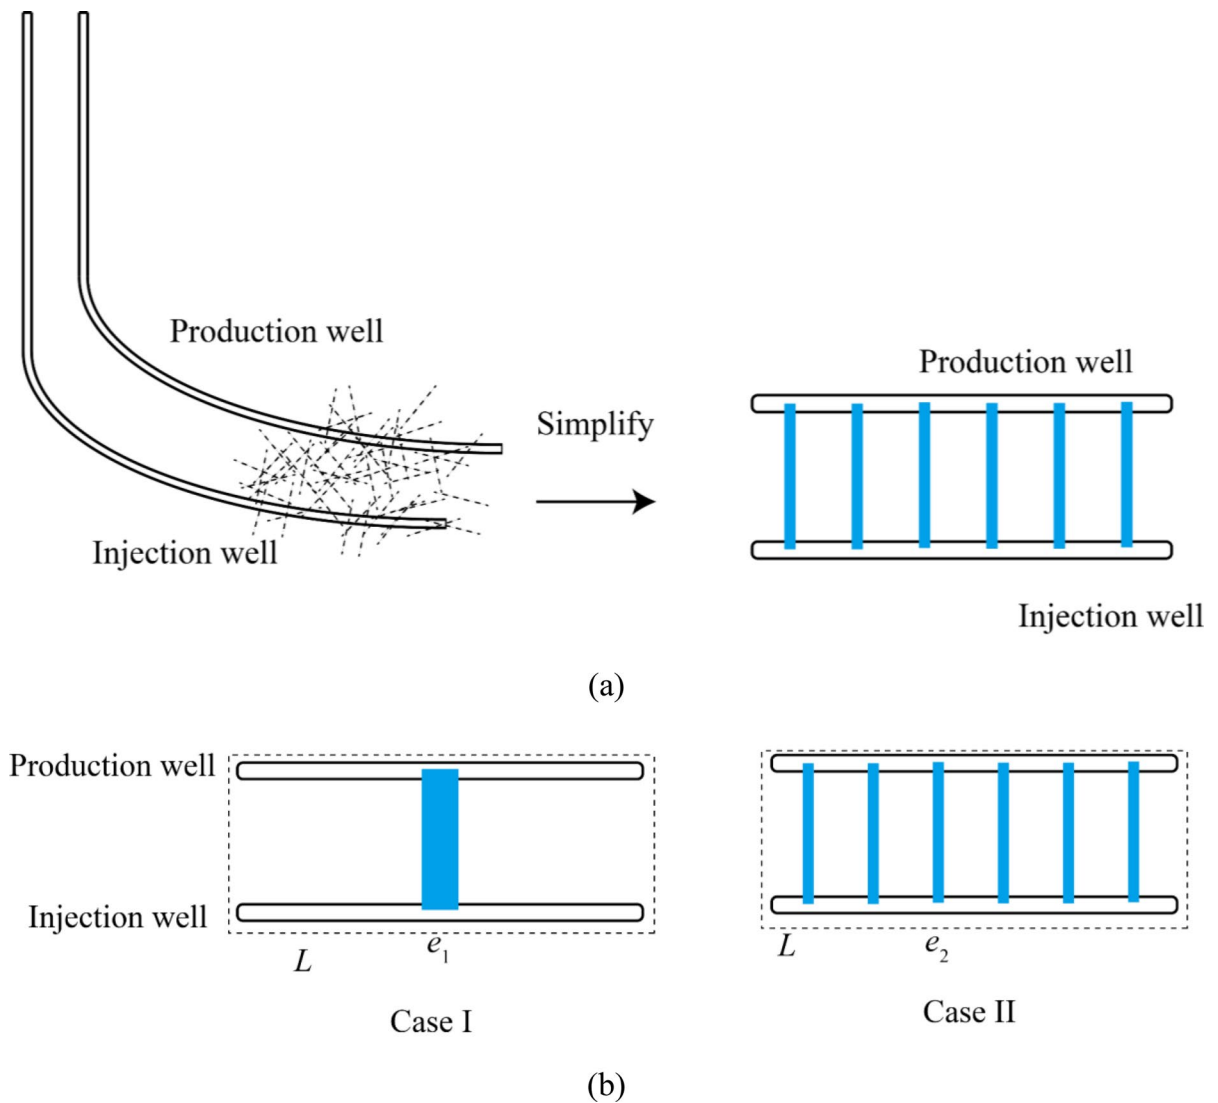 Production well
Injection well
Simplify
Production well
Injection well
(a)
Production well
Injection well
L
e1
Case I
L
e2
Case II
(b)